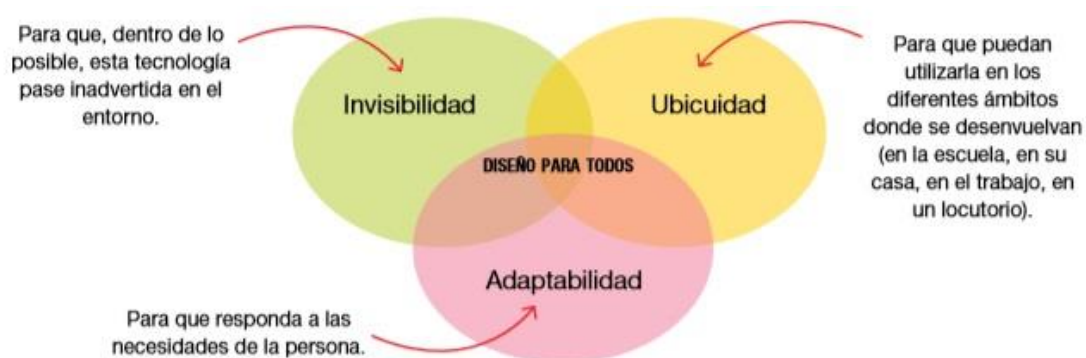 Para que, dentro de lo
posible, esta tecnología
pase inadvertida en el
entorno.
Invisibilidad
Ubicuidad
Para que puedan
utilizarla en los
diferentes ámbitos
donde se desenvuelvan
(en la escuela, en su
casa, en el trabajo, en
un locutorio).
DISEÑO PARA TODOS
Adaptabilidad
Para que responda a las
necesidades de la persona.